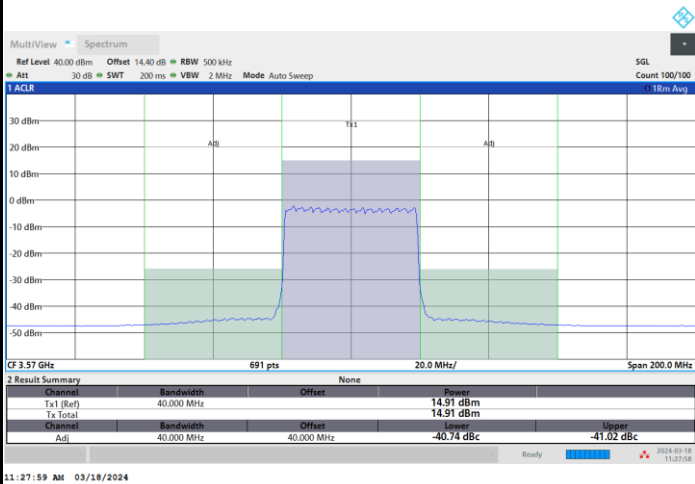 MultiView Spectrum
Ref Level 40.00 dBm Offset 14.40 dB RBW 500 kHz SGL
Att 30 dB SWT 200 ms VBW 2 MHz Mode Auto Sweep Count 100/100
1 ACLR 1Rm Avg
30 dBm
Tx1
20 dBm
Adj Adj
10 dBm
0 dBm
-10 dBm
-20 dBm
-30 dBm
-40 dBm
-50 dBm
CF 3.57 GHz 691 pts 20.0 MHz/ Span 200.0 MHz
2 Result Summary None
Channel Bandwidth Offset Power
Tx1 (Ref) 40.000 MHz 14.91 dBm
Tx Total 14.91 dBm
Channel Bandwidth Offset Lower Upper
Adj 40.000 MHz 40.000 MHz -40.74 dBc -41.02 dBc
Ready 2024-03-18
11:27:58
11:27:59 AM 03/18/2024